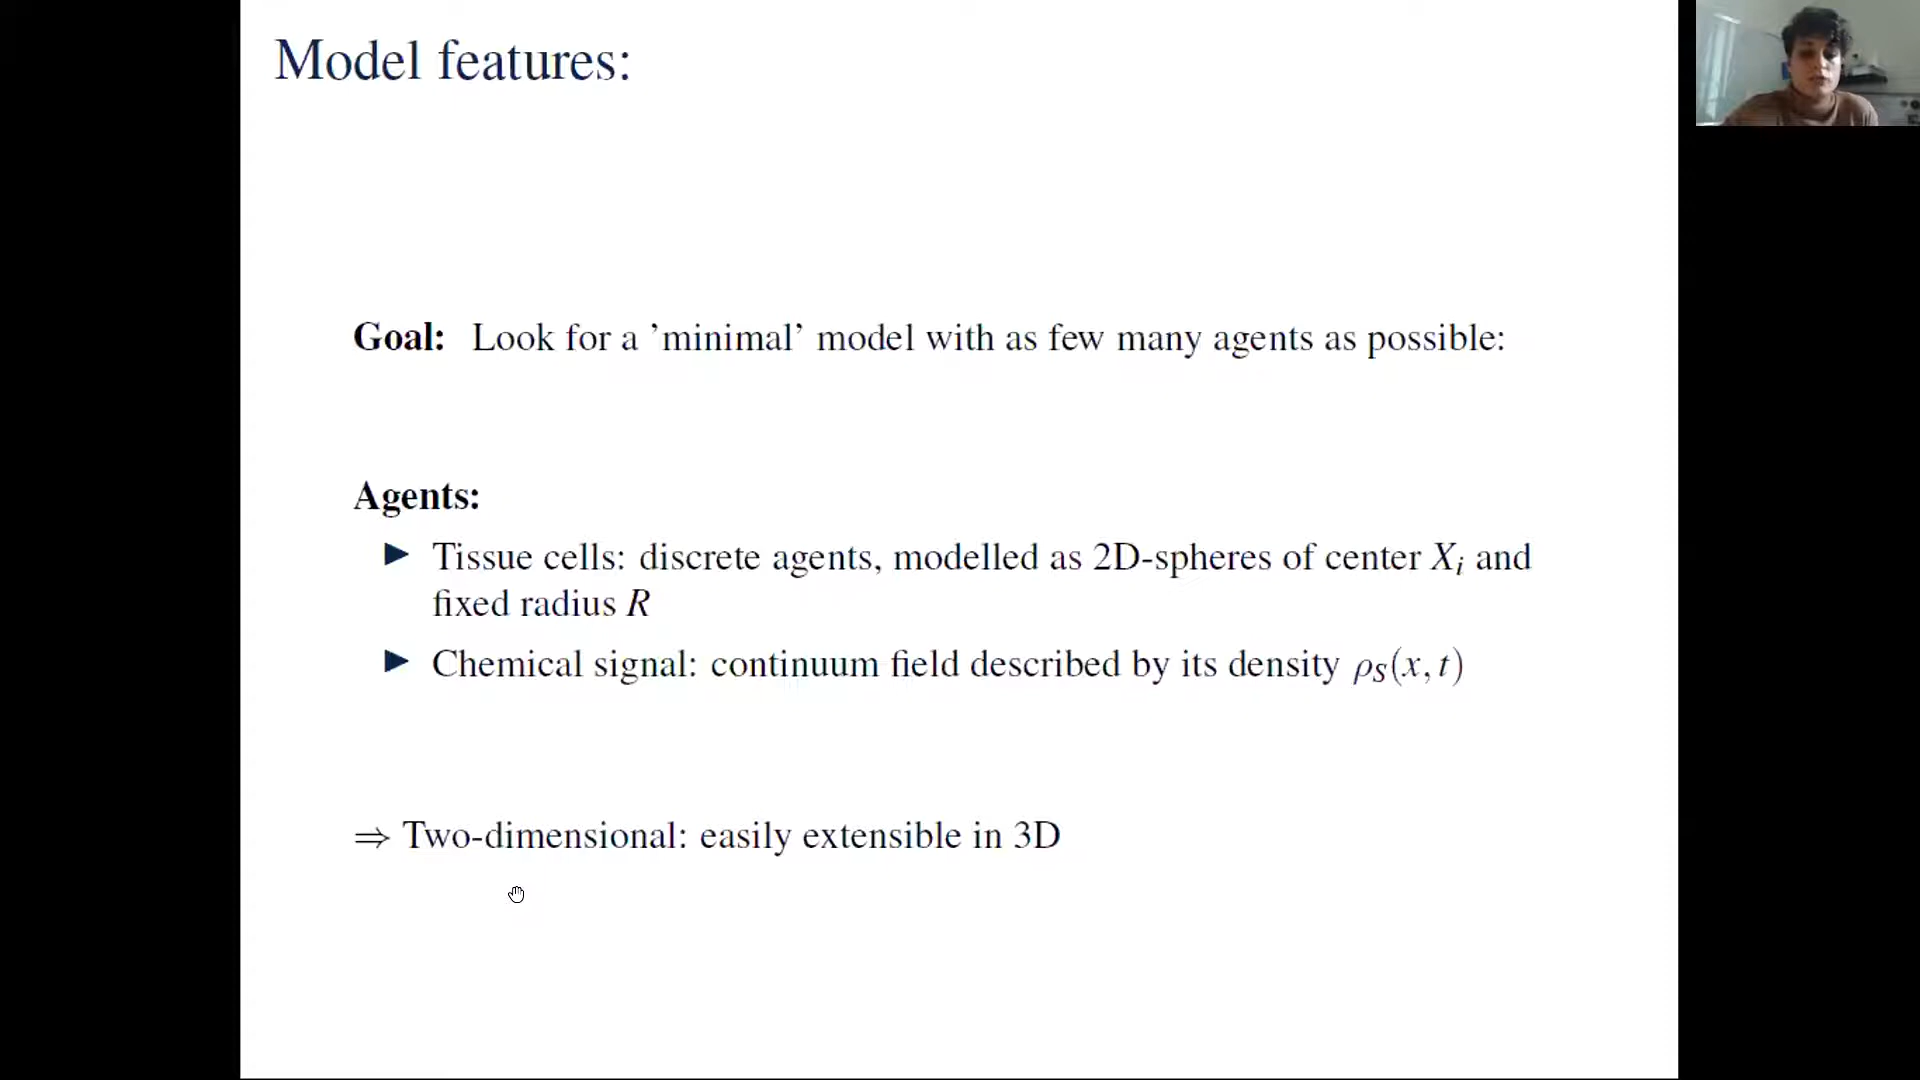 Model features:
Goal: Look for a ’minimal’ model with as few many agents as possible:
Agents:
▶ Tissue cells: discrete agents, modelled as 2D-spheres of center Xᵢ and
fixed radius R
▶ Chemical signal: continuum field described by its density ρS(x, t)
⇒ Two-dimensional: easily extensible in 3D